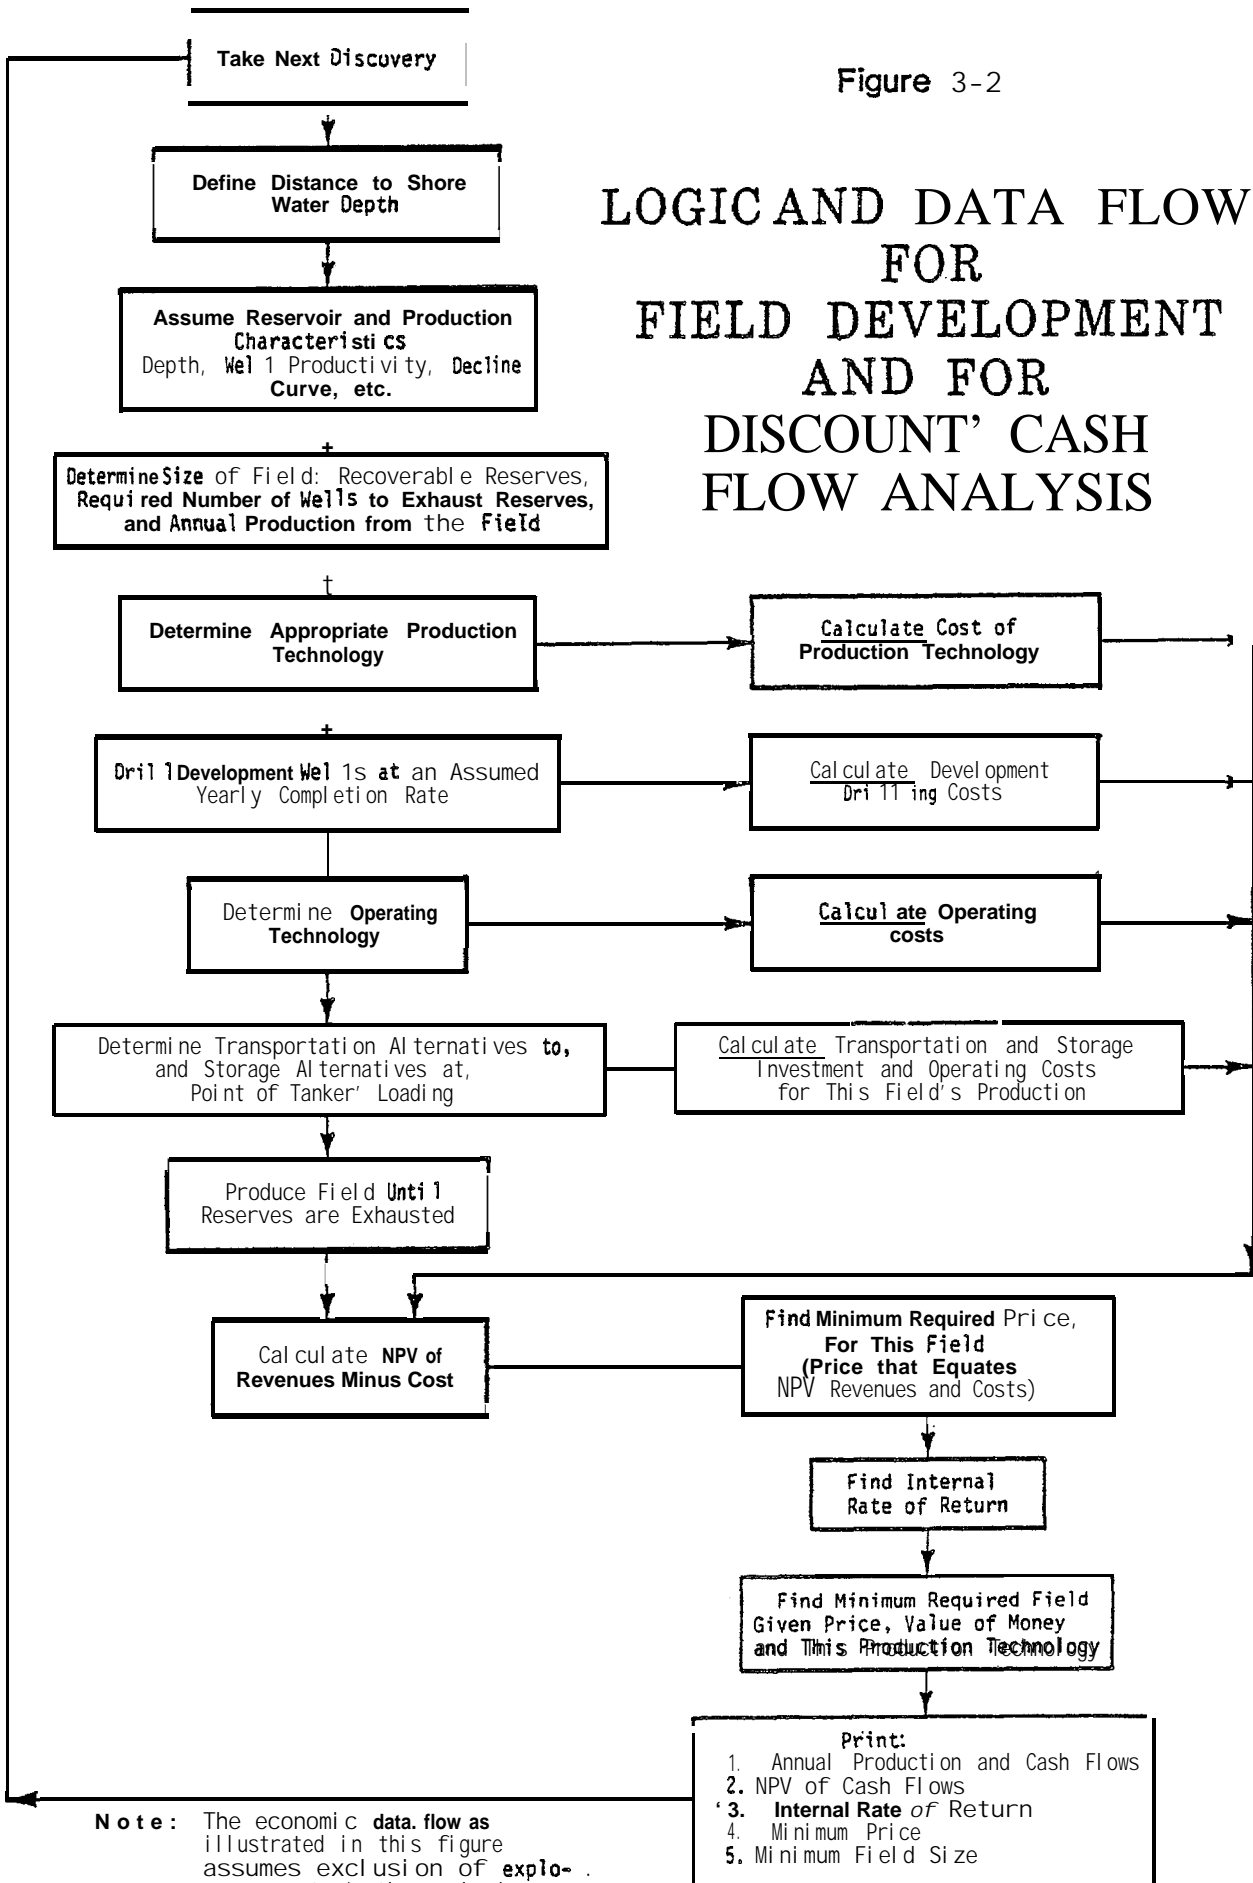 Take Next Discovery
Figure 3-2
LOGIC AND DATA FLOW
FOR
FIELD DEVELOPMENT
AND FOR
DISCOUNT' CASH
FLOW ANALYSIS
Define Distance to Shore
Water Depth
Assume Reservoir and Production
Characteristics
Depth, Well Productivity, Decline
Curve, etc.
Determine Size of Field: Recoverable Reserves,
Required Number of Wells to Exhaust Reserves,
and Annual Production from the Field
Determine Appropriate Production
Technology
Calculate Cost of
Production Technology
Drill Development Wells at an Assumed
Yearly Completion Rate
Calculate Development
Drilling Costs
Determine Operating
Technology
Calculate Operating
costs
Determine Transportation Alternatives to,
and Storage Alternatives at,
Point of Tanker' Loading
Calculate Transportation and Storage
Investment and Operating Costs
for This Field's Production
Produce Field Until
Reserves are Exhausted
Calculate NPV of
Revenues Minus Cost
Find Minimum Required Price,
For This Field
(Price that Equates
NPV Revenues and Costs)
Find Internal
Rate of Return
Find Minimum Required Field
Given Price, Value of Money
and This Production Technology
Print:
1. Annual Production and Cash Flows
2. NPV of Cash Flows
'3. Internal Rate of Return
4. Minimum Price
5. Minimum Field Size
Note: The economic data. flow as
illustrated in this figure
assumes exclusion of explo- .